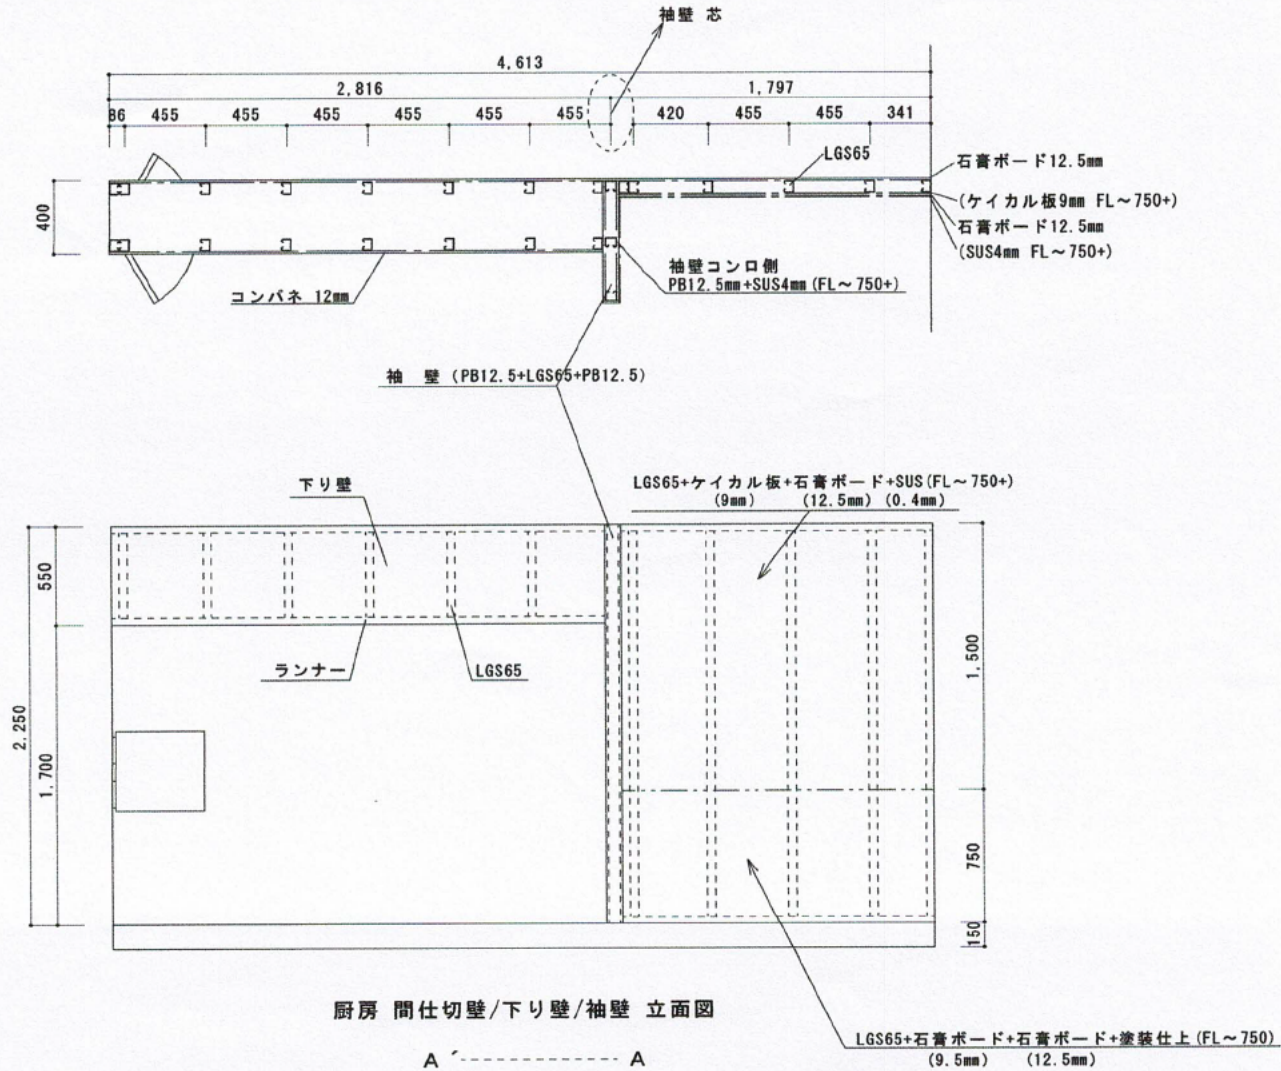 袖壁 芯
4,613
2,816
1,797
86 455 455 455 455 455 455 420 455 455 341
LGS65
石膏ボード12.5mm
(ケイカル板9mm FL～750+)
石膏ボード12.5mm
(SUS4mm FL～750+)
400
袖壁コンロ側
PB12.5mm+SUS4mm(FL～750+)
コンパネ 12mm
袖 壁 (PB12.5+LGS65+PB12.5)
下り壁
LGS65+ケイカル板+石膏ボード+SUS(FL～750+)
(9mm) (12.5mm) (0.4mm)
550
1,500
ランナー
LGS65
2,250
1,700
750
150
厨房 間仕切壁/下り壁/袖壁 立面図
LGS65+石膏ボード+石膏ボード+塗装仕上(FL～750)
(9.5mm) (12.5mm)
A ´-------------- A